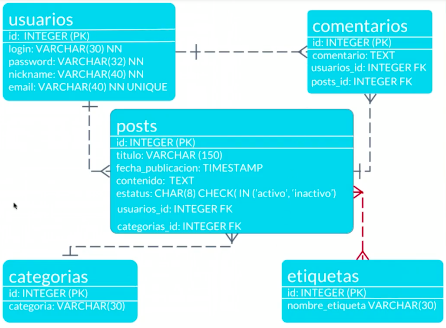 usuarios
id: INTEGER (PK)
login: VARCHAR(30) NN
password: VARCHAR(32) NN
nickname: VARCHAR(40) NN
email: VARCHAR(40) NN UNIQUE
comentarios
id: INTEGER (PK)
comentario: TEXT
usuarios_id: INTEGER FK
posts_id: INTEGER FK
posts
id: INTEGER (PK)
titulo: VARCHAR (150)
fecha_publicacion: TIMESTAMP
contenido: TEXT
estatus: CHAR(8) CHECK( IN ('activo', 'inactivo')
usuarios_id: INTEGER FK
categorias_id: INTEGER FK
categorias
id: INTEGER (PK)
categoria: VARCHAR(30)
etiquetas
id: INTEGER (PK)
nombre_etiqueta VARCHAR(30)